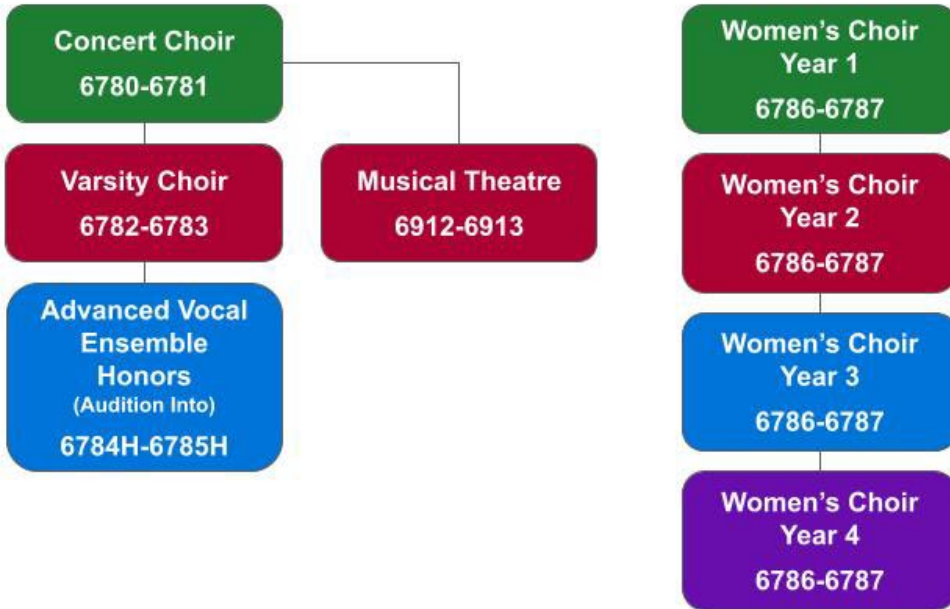 Concert Choir
6780-6781
Varsity Choir
6782-6783
Musical Theatre
6912-6913
Advanced Vocal
Ensemble
Honors
(Audition Into)
6784H-6785H
Women’s Choir
Year 1
6786-6787
Women’s Choir
Year 2
6786-6787
Women’s Choir
Year 3
6786-6787
Women’s Choir
Year 4
6786-6787